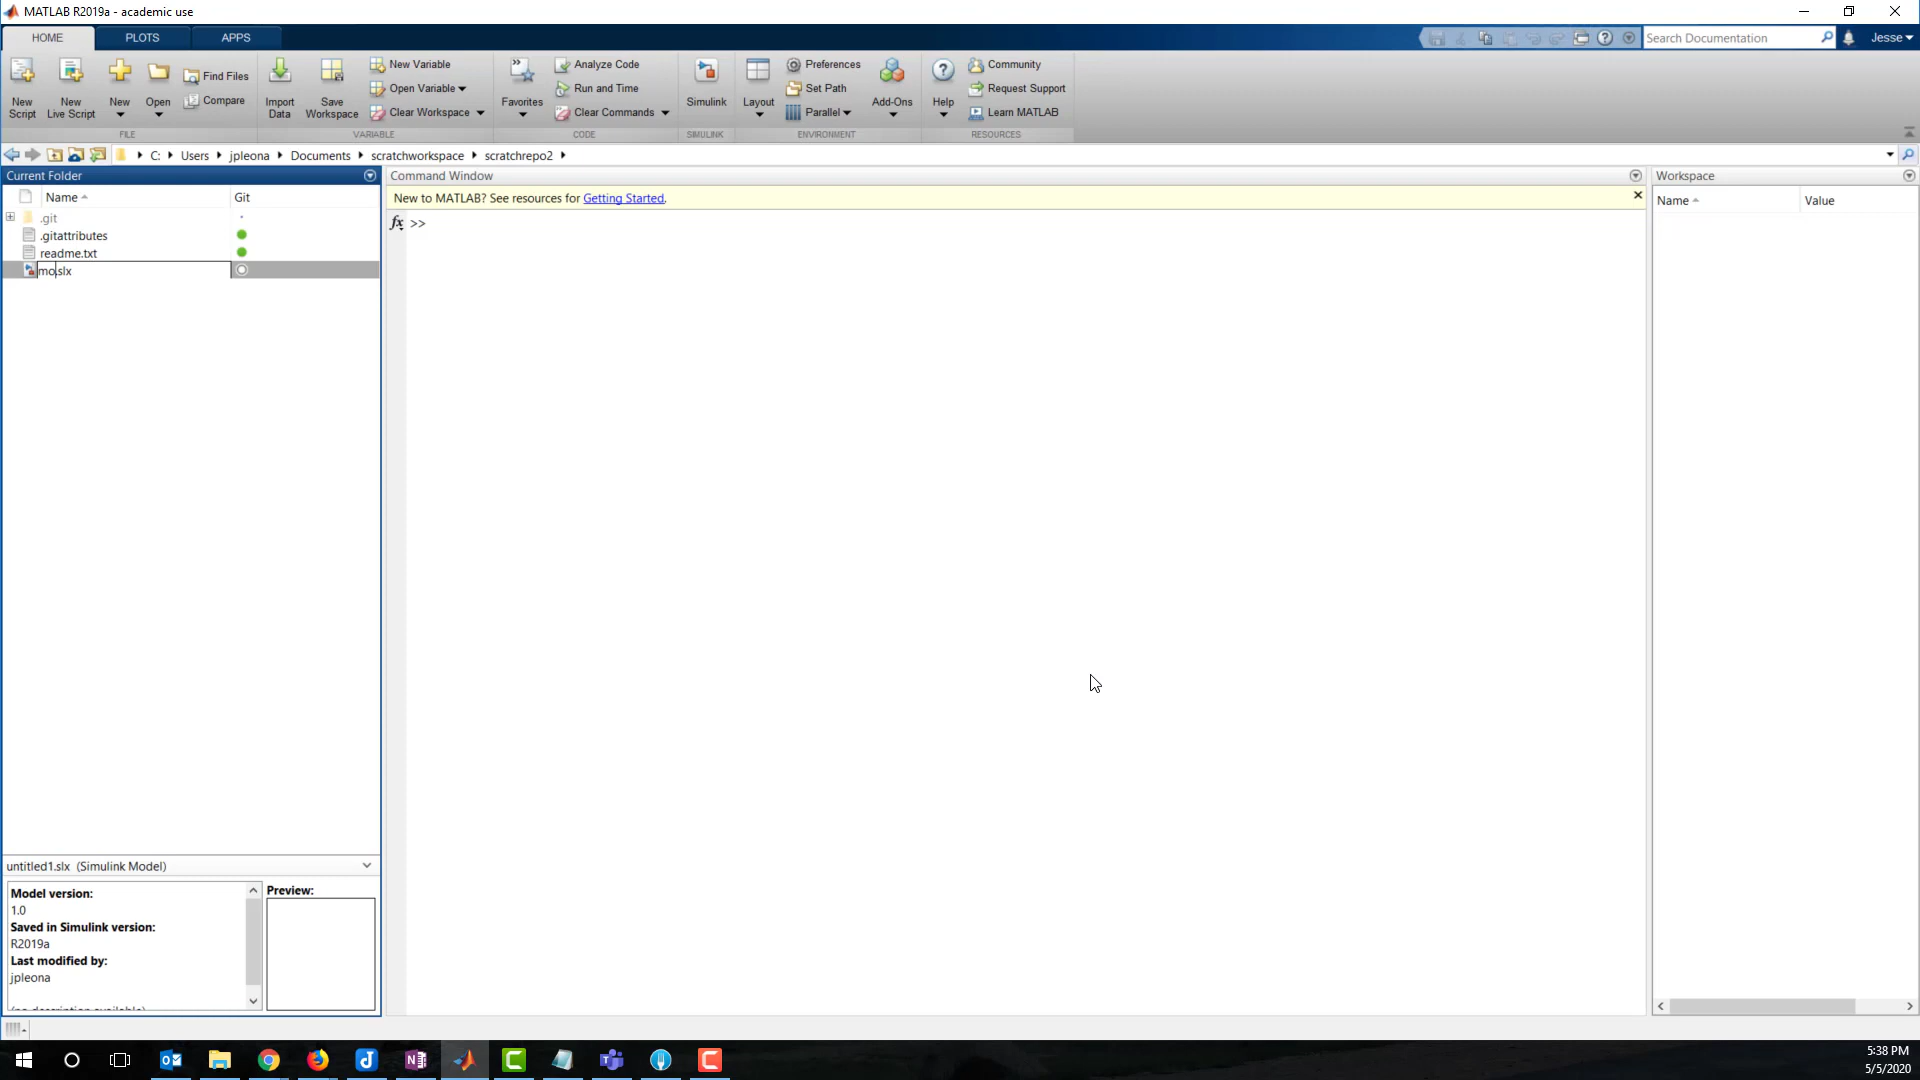 MATLAB R2019a - academic use
HOME PLOTS APPS
Search Documentation
Jesse
New Script
New Live Script
New
Open
Find Files
Compare
Import Data
Save Workspace
New Variable
Open Variable
Clear Workspace
Favorites
Analyze Code
Run and Time
Clear Commands
Simulink
Layout
Preferences
Set Path
Parallel
Add-Ons
Help
Community
Request Support
Learn MATLAB
FILE VARIABLE CODE SIMULINK ENVIRONMENT RESOURCES
C: Users jpleona Documents scratchworkspace scratchrepo2
Current Folder
Name Git
.git
.gitattributes
readme.txt
mo.slx
Command Window
New to MATLAB? See resources for Getting Started.
fx >>
Workspace
Name Value
untitled1.slx (Simulink Model)
Model version:
1.0
Saved in Simulink version:
R2019a
Last modified by:
jpleona
Preview:
5:38 PM
5/5/2020